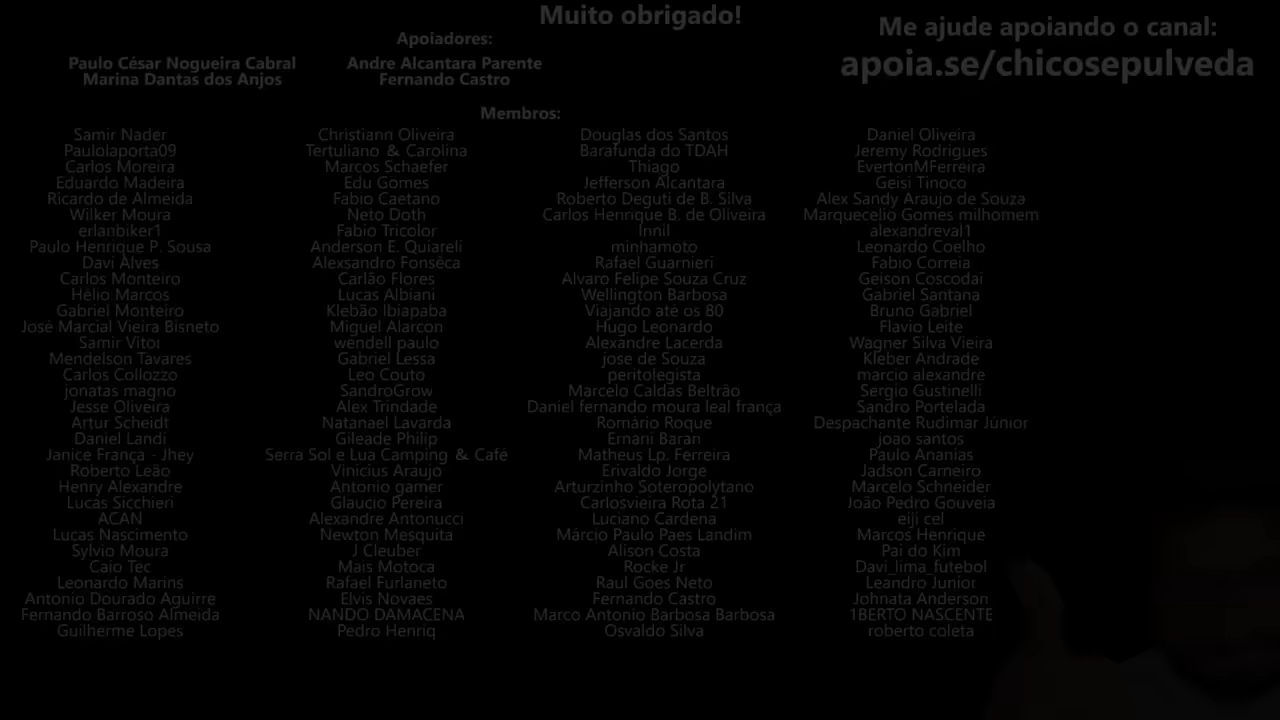 Muito obrigado!
Me ajude apoiando o canal:
apoia.se/chicosepulveda
Apoiadores:
Paulo César Nogueira Cabral
Marina Dantas dos Anjos
Andre Alcantara Parente
Fernando Castro
Membros:
Samir Nader
Paulolaporta09
Carlos Moreira
Eduardo Madeira
Ricardo de Almeida
Wilker Moura
erlanbiker1
Paulo Henrique P. Sousa
Davi Alves
Carlos Monteiro
Hélio Marcos
Gabriel Monteiro
José Marcial Vieira Bisneto
Samir Vitor
Mendelson Tavares
Carlos Collozzo
jonatas magno
Jesse Oliveira
Artur Scheidt
Daniel Landi
Janice França - Jhey
Roberto Leão
Henry Alexandre
Lucas Sicchieri
ACAN
Lucas Nascimento
Sylvio Moura
Caio Tec
Leonardo Marins
Antonio Dourado Aguirre
Fernando Barroso Almeida
Guilherme Lopes
Christiann Oliveira
Tertuliano & Carolina
Marcos Schaefer
Edu Gomes
Fabio Caetano
Neto Doth
Fabio Tricolor
Anderson E. Quiareli
Alexsandro Fonsêca
Carlão Flores
Lucas Albiani
Klebão Ibiapaba
Miguel Alarcon
wendell paulo
Gabriel Lessa
Leo Couto
SandroGrow
Alex Trindade
Natanael Lavarda
Gileade Philip
Serra Sol e Lua Camping & Café
Vinicius Araujo
Antonio gamer
Glaucio Pereira
Alexandre Antonucci
Newton Mesquita
J Cleuber
Mais Motoca
Rafael Furlaneto
Elvis Novaes
NANDO DAMACENA
Pedro Henriq
Douglas dos Santos
Barafunda do TDAH
Thiago
Jefferson Alcantara
Roberto Deguti de B. Silva
Carlos Henrique B. de Oliveira
Innil
minhamoto
Rafael Guarnieri
Alvaro Felipe Souza Cruz
Wellington Barbosa
Viajando até os 80
Hugo Leonardo
Alexandre Lacerda
jose de Souza
peritolegista
Marcelo Caldas Beltrão
Daniel fernando moura leal frança
Romário Roque
Ernani Baran
Matheus Lp. Ferreira
Erivaldo Jorge
Arturzinho Soteropolytano
Carlosvieira Rota 21
Luciano Cardena
Márcio Paulo Paes Landim
Alison Costa
Rocke Jr
Raul Goes Neto
Fernando Castro
Marco Antonio Barbosa Barbosa
Osvaldo Silva
Daniel Oliveira
Jeremy Rodrigues
EvertonMFerreira
Geisi Tinoco
Alex Sandy Araujo de Souza
Marquecelio Gomes milhomem
alexandreval1
Leonardo Coelho
Fabio Correia
Geison Coscodai
Gabriel Santana
Bruno Gabriel
Flavio Leite
Wagner Silva Vieira
Kleber Andrade
marcio alexandre
Sergio Gustinelli
Sandro Portelada
Despachante Rudimar Júnior
joao santos
Paulo Ananias
Jadson Carneiro
Marcelo Schneider
João Pedro Gouveia
eiji cel
Marcos Henrique
Pai do Kim
Davi_lima_futebol
Leandro Junior
Johnata Anderson
1BERTO NASCENTE
roberto coleta